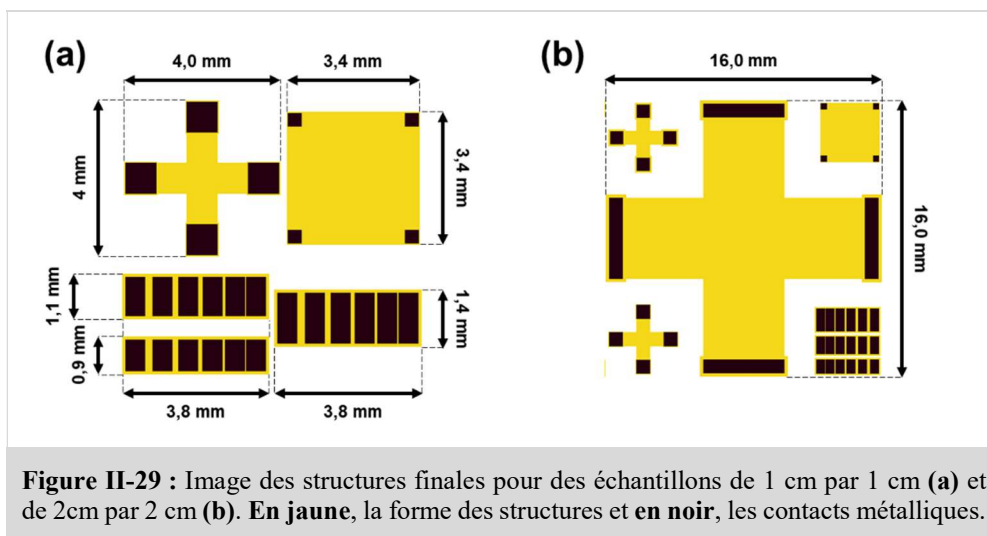 (a)
4,0 mm
3,4 mm
4 mm
3,4 mm
1,1 mm
0,9 mm
1,4 mm
3,8 mm
3,8 mm
(b)
16,0 mm
16,0 mm
Figure II-29 : Image des structures finales pour des échantillons de 1 cm par 1 cm (a) et
de 2cm par 2 cm (b). En jaune, la forme des structures et en noir, les contacts métalliques.